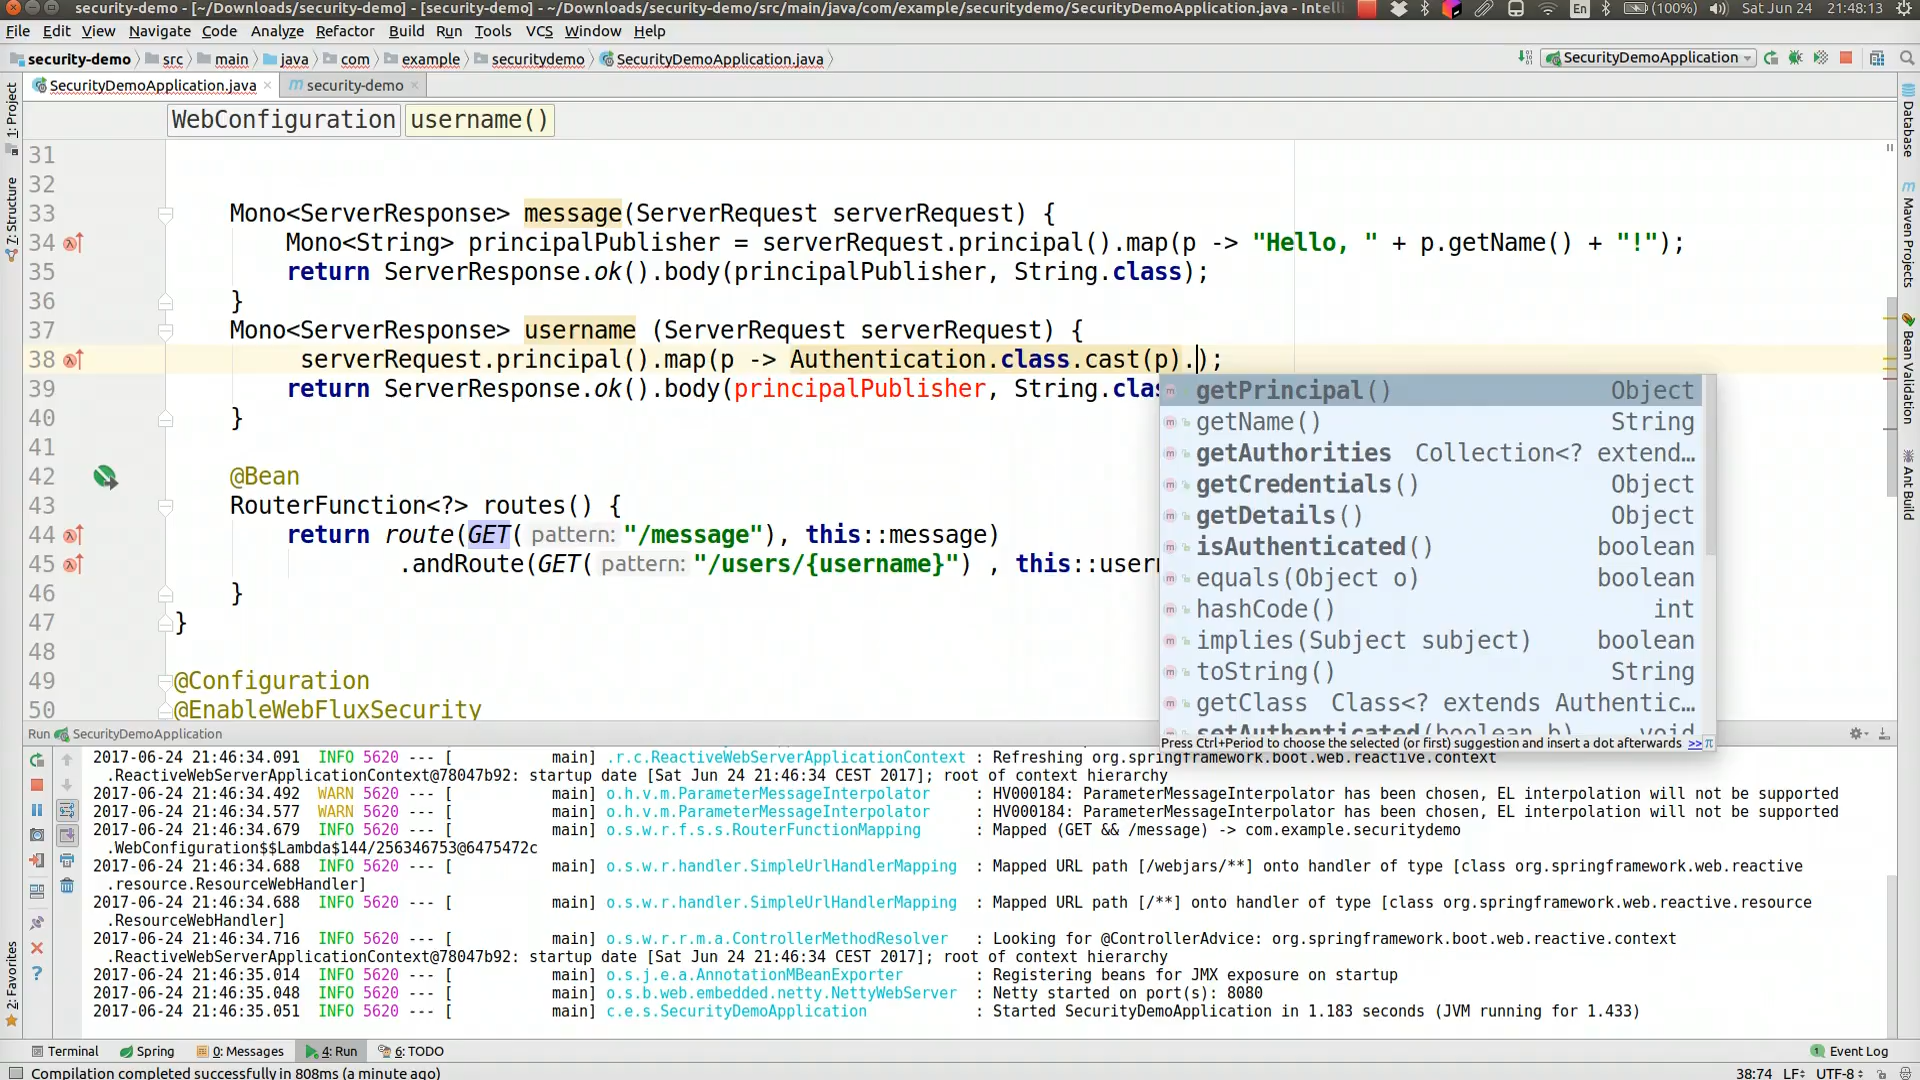 security-demo - [~/Downloads/security-demo] - [security-demo] - ~/Downloads/security-demo/src/main/java/com/example/securitydemo/SecurityDemoApplication.java - Intelli
En (100%) Sat Jun 24 21:48:13
File Edit View Navigate Code Analyze Refactor Build Run Tools VCS Window Help
security-demo src main java com example securitydemo SecurityDemoApplication.java
SecurityDemoApplication
SecurityDemoApplication.java security-demo
WebConfiguration username()
1: Project
7: Structure
2: Favorites
Database
Maven Projects
Bean Validation
Ant Build
31
32
33 Mono<ServerResponse> message(ServerRequest serverRequest) {
34 Mono<String> principalPublisher = serverRequest.principal().map(p -> "Hello, " + p.getName() + "!");
35 return ServerResponse.ok().body(principalPublisher, String.class);
36 }
37 Mono<ServerResponse> username (ServerRequest serverRequest) {
38 serverRequest.principal().map(p -> Authentication.class.cast(p).);
39 return ServerResponse.ok().body(principalPublisher, String.clas
40 }
41
42 @Bean
43 RouterFunction<?> routes() {
44 return route(GET( pattern: "/message"), this::message)
45 .andRoute(GET( pattern: "/users/{username}") , this::usern
46 }
47 }
48
49 @Configuration
50 @EnableWebFluxSecurity
getPrincipal() Object
getName() String
getAuthorities Collection<? extend…
getCredentials() Object
getDetails() Object
isAuthenticated() boolean
equals(Object o) boolean
hashCode() int
implies(Subject subject) boolean
toString() String
getClass Class<? extends Authentic…
setAuthenticated(boolean b) void
Press Ctrl+Period to choose the selected (or first) suggestion and insert a dot afterwards >> π
Run SecurityDemoApplication
2017-06-24 21:46:34.091 INFO 5620 --- [ main] .r.c.ReactiveWebServerApplicationContext : Refreshing org.springframework.boot.web.reactive.context
.ReactiveWebServerApplicationContext@78047b92: startup date [Sat Jun 24 21:46:34 CEST 2017]; root of context hierarchy
2017-06-24 21:46:34.492 WARN 5620 --- [ main] o.h.v.m.ParameterMessageInterpolator : HV000184: ParameterMessageInterpolator has been chosen, EL interpolation will not be supported
2017-06-24 21:46:34.577 WARN 5620 --- [ main] o.h.v.m.ParameterMessageInterpolator : HV000184: ParameterMessageInterpolator has been chosen, EL interpolation will not be supported
2017-06-24 21:46:34.679 INFO 5620 --- [ main] o.s.w.r.f.s.s.RouterFunctionMapping : Mapped (GET && /message) -> com.example.securitydemo
.WebConfiguration$$Lambda$144/256346753@6475472c
2017-06-24 21:46:34.688 INFO 5620 --- [ main] o.s.w.r.handler.SimpleUrlHandlerMapping : Mapped URL path [/webjars/**] onto handler of type [class org.springframework.web.reactive
.resource.ResourceWebHandler]
2017-06-24 21:46:34.688 INFO 5620 --- [ main] o.s.w.r.handler.SimpleUrlHandlerMapping : Mapped URL path [/**] onto handler of type [class org.springframework.web.reactive.resource
.ResourceWebHandler]
2017-06-24 21:46:34.716 INFO 5620 --- [ main] o.s.w.r.r.m.a.ControllerMethodResolver : Looking for @ControllerAdvice: org.springframework.boot.web.reactive.context
.ReactiveWebServerApplicationContext@78047b92: startup date [Sat Jun 24 21:46:34 CEST 2017]; root of context hierarchy
2017-06-24 21:46:35.014 INFO 5620 --- [ main] o.s.j.e.a.AnnotationMBeanExporter : Registering beans for JMX exposure on startup
2017-06-24 21:46:35.048 INFO 5620 --- [ main] o.s.b.web.embedded.netty.NettyWebServer : Netty started on port(s): 8080
2017-06-24 21:46:35.051 INFO 5620 --- [ main] c.e.s.SecurityDemoApplication : Started SecurityDemoApplication in 1.183 seconds (JVM running for 1.433)
Terminal Spring 0: Messages 4: Run 6: TODO 1 Event Log
Compilation completed successfully in 808ms (a minute ago) 38:74 LF UTF-8